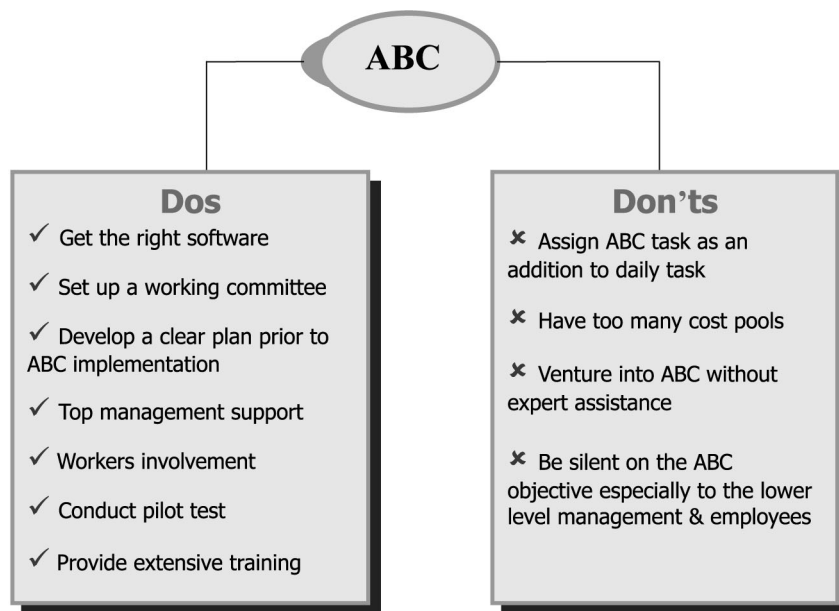 ABC
Dos
✓ Get the right software
✓ Set up a working committee
✓ Develop a clear plan prior to
ABC implementation
✓ Top management support
✓ Workers involvement
✓ Conduct pilot test
✓ Provide extensive training
Don'ts
✘ Assign ABC task as an
addition to daily task
✘ Have too many cost pools
✘ Venture into ABC without
expert assistance
✘ Be silent on the ABC
objective especially to the lower
level management & employees